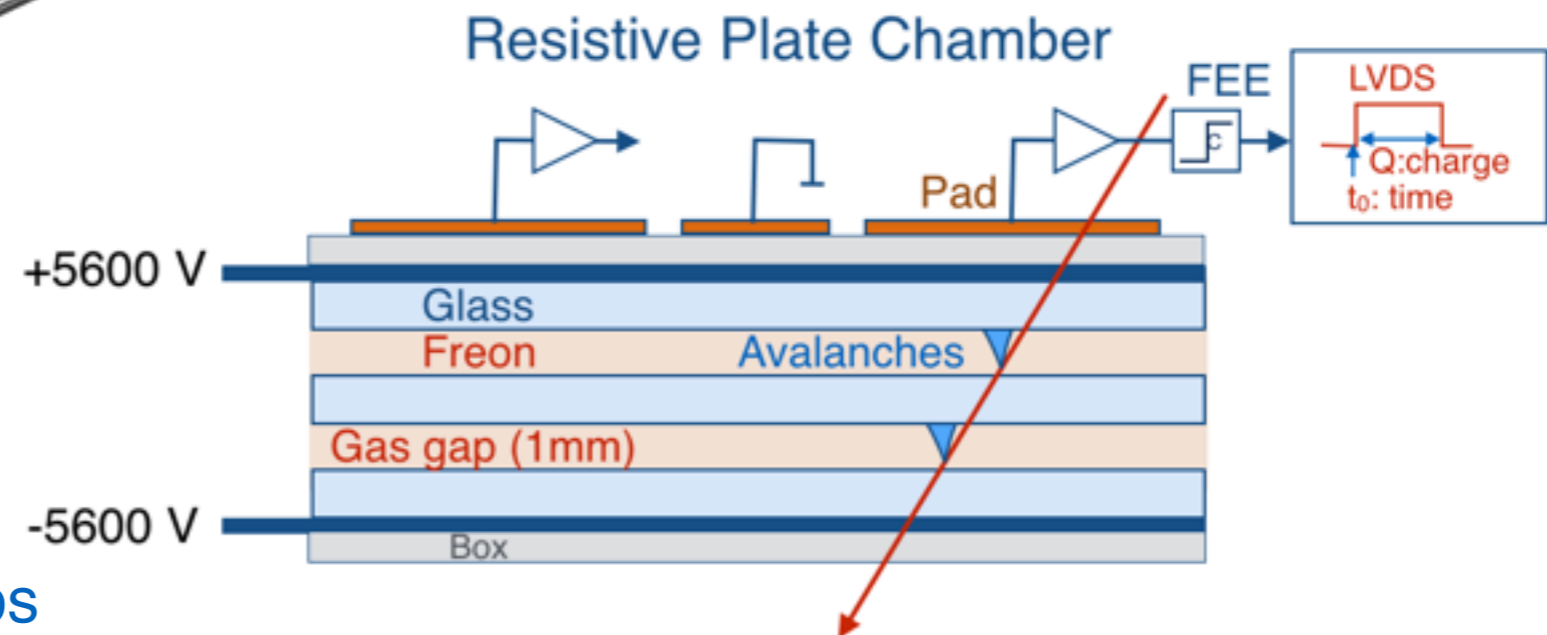 Resistive Plate Chamber
FEE
LVDS
c
Q:charge
t₀: time
Pad
+5600 V
Glass
Freon
Avalanches
Gas gap (1mm)
-5600 V
Box